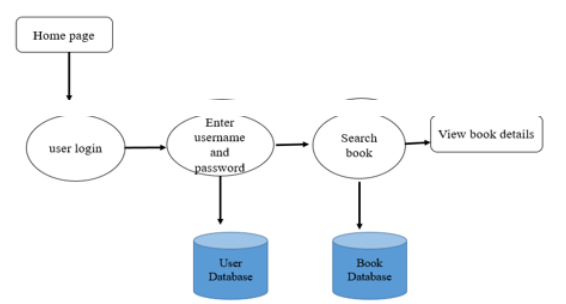 Home page
user login
Enter
username
and
password
Search
book
View book details
User
Database
Book
Database